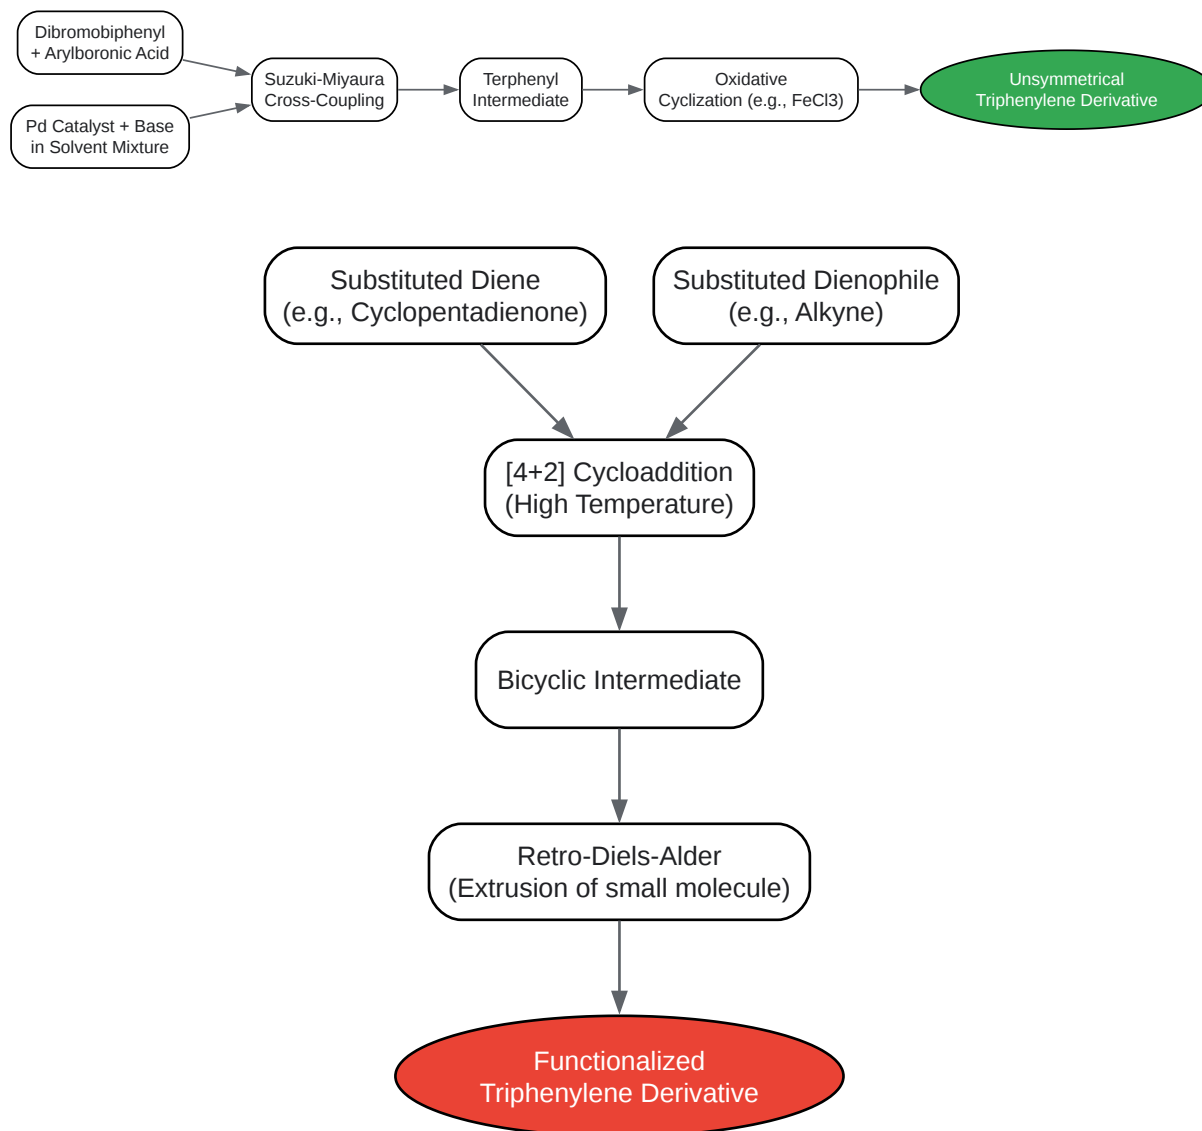 Dibromobiphenyl
+ Arylboronic Acid
Pd Catalyst + Base
in Solvent Mixture
Suzuki-Miyaura
Cross-Coupling
Terphenyl
Intermediate
Oxidative
Cyclization (e.g., FeCl3)
Unsymmetrical
Triphenylene Derivative
Substituted Diene
(e.g., Cyclopentadienone)
Substituted Dienophile
(e.g., Alkyne)
[4+2] Cycloaddition
(High Temperature)
Bicyclic Intermediate
Retro-Diels-Alder
(Extrusion of small molecule)
Functionalized
Triphenylene Derivative